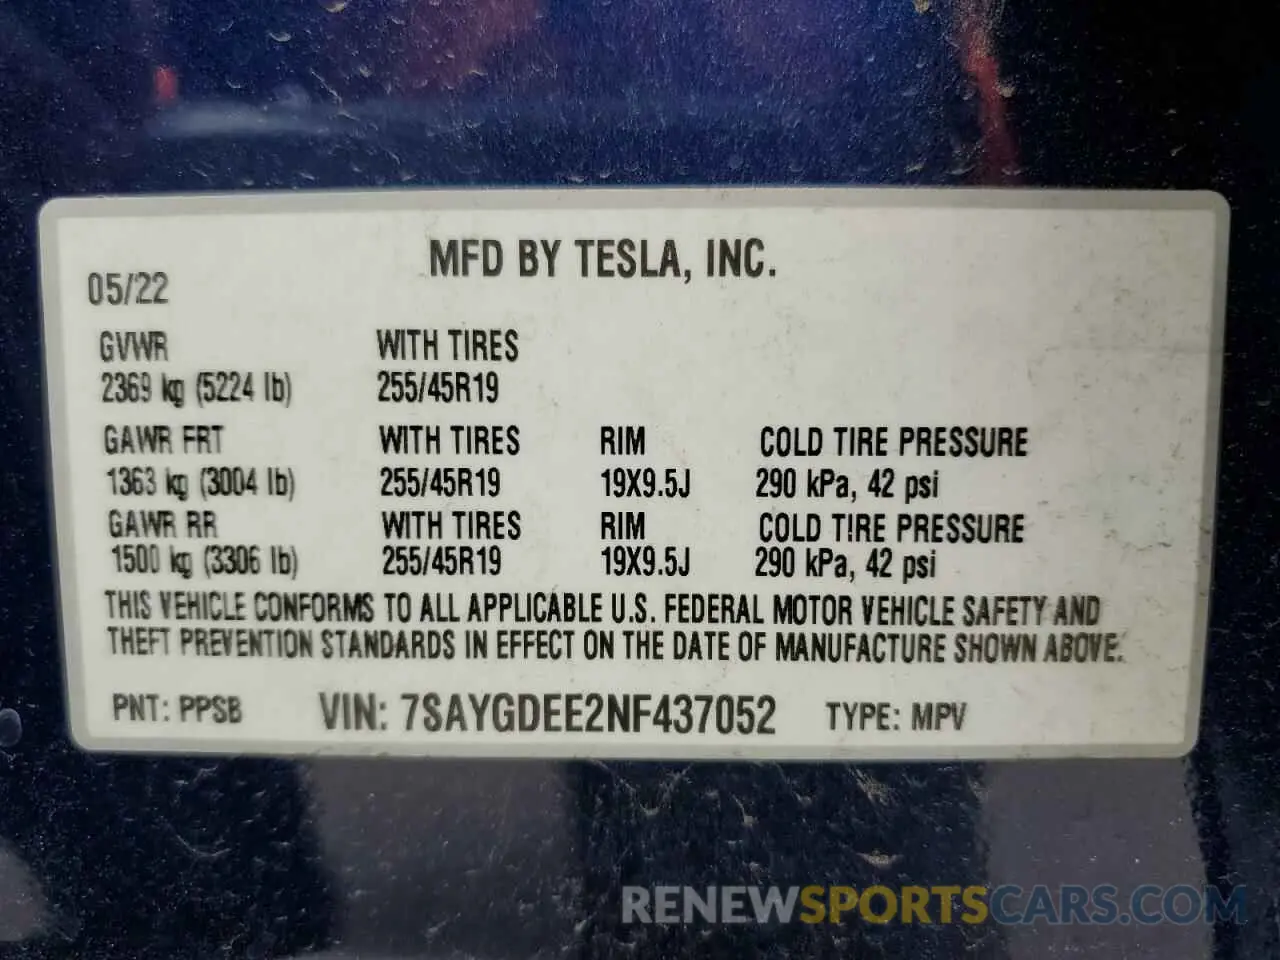 MFD BY TESLA, INC.
05/22
GVWR WITH TIRES
2369 kg (5224 lb) 255/45R19
GAWR FRT WITH TIRES RIM COLD TIRE PRESSURE
1363 kg (3004 lb) 255/45R19 19X9.5J 290 kPa, 42 psi
GAWR RR WITH TIRES RIM COLD TIRE PRESSURE
1500 kg (3306 lb) 255/45R19 19X9.5J 290 kPa, 42 psi
THIS VEHICLE CONFORMS TO ALL APPLICABLE U.S. FEDERAL MOTOR VEHICLE SAFETY AND
THEFT PREVENTION STANDARDS IN EFFECT ON THE DATE OF MANUFACTURE SHOWN ABOVE.
PNT: PPSB VIN: 7SAYGDEE2NF437052 TYPE: MPV
RENEWSPORTSCARS.COM